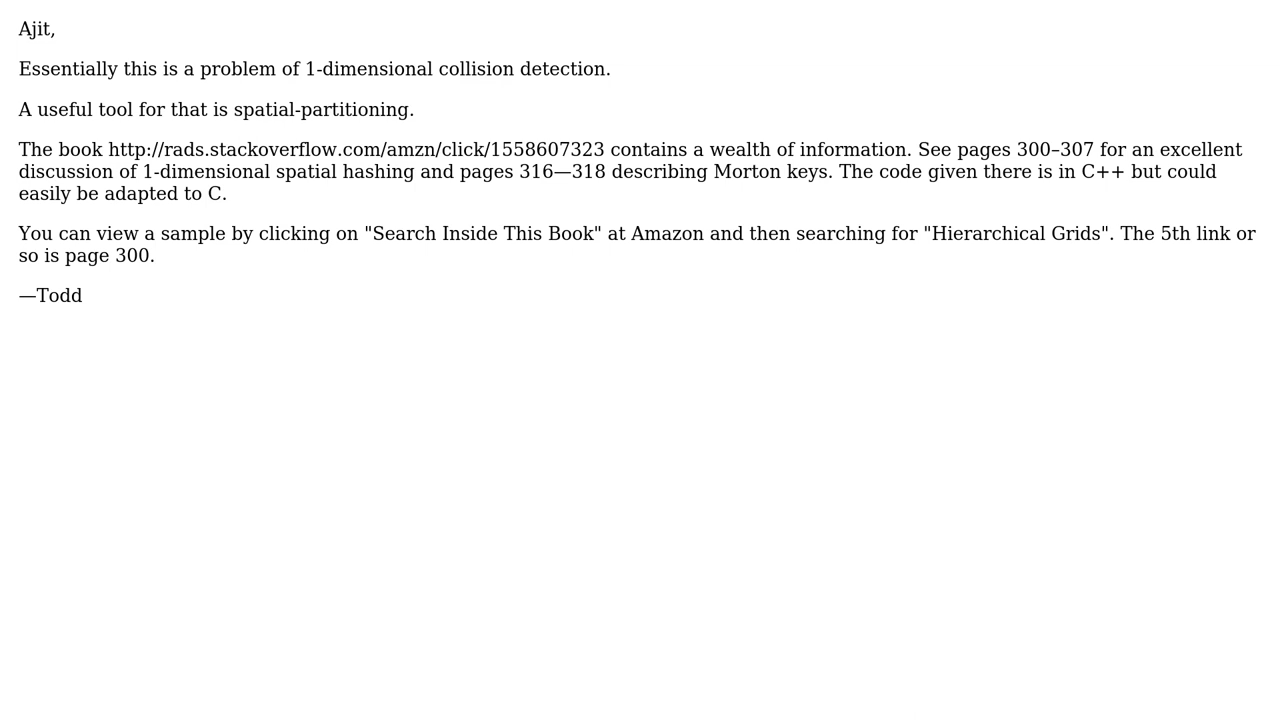 Ajit,
Essentially this is a problem of 1-dimensional collision detection.
A useful tool for that is spatial-partitioning.
The book http://rads.stackoverflow.com/amzn/click/1558607323 contains a wealth of information. See pages 300–307 for an excellent
discussion of 1-dimensional spatial hashing and pages 316—318 describing Morton keys. The code given there is in C++ but could
easily be adapted to C.
You can view a sample by clicking on "Search Inside This Book" at Amazon and then searching for "Hierarchical Grids". The 5th link or
so is page 300.
—Todd